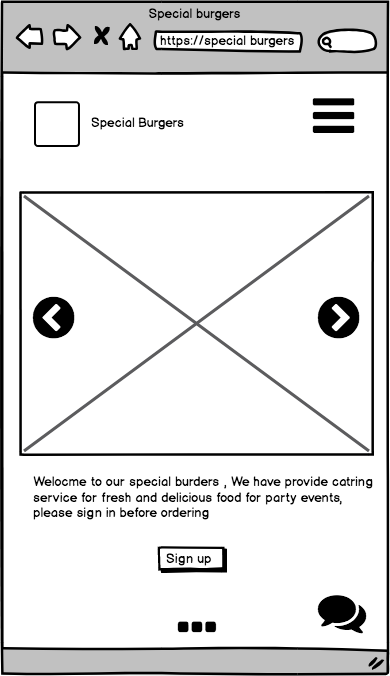 Special burgers
https://special burgers
Special Burgers
Welocme to our special burders , We have provide catring
service for fresh and delicious food for party events,
please sign in before ordering
Sign up